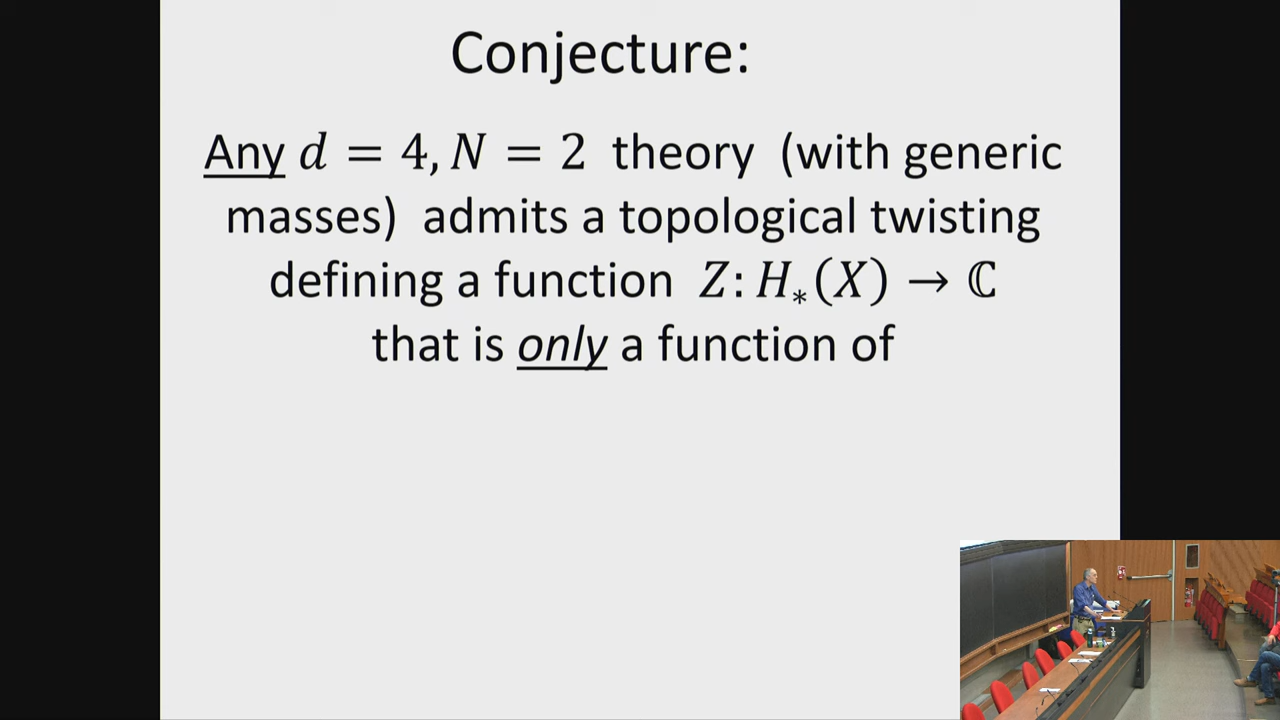 Conjecture:
Any d = 4, N = 2 theory (with generic
masses) admits a topological twisting
defining a function Z: H_*(X) → ℂ
that is only a function of